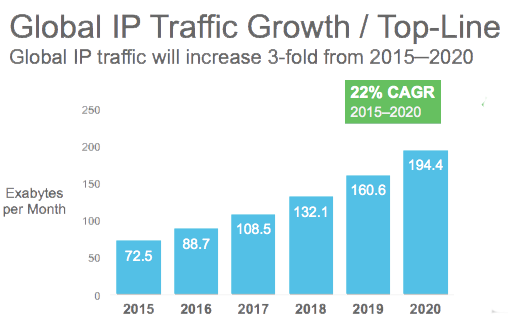 Global IP Traffic Growth / Top-Line
Global IP traffic will increase 3-fold from 2015—2020
22% CAGR
2015–2020
250
200
150
100
50
0
Exabytes
per Month
72.5
88.7
108.5
132.1
160.6
194.4
2015 2016 2017 2018 2019 2020